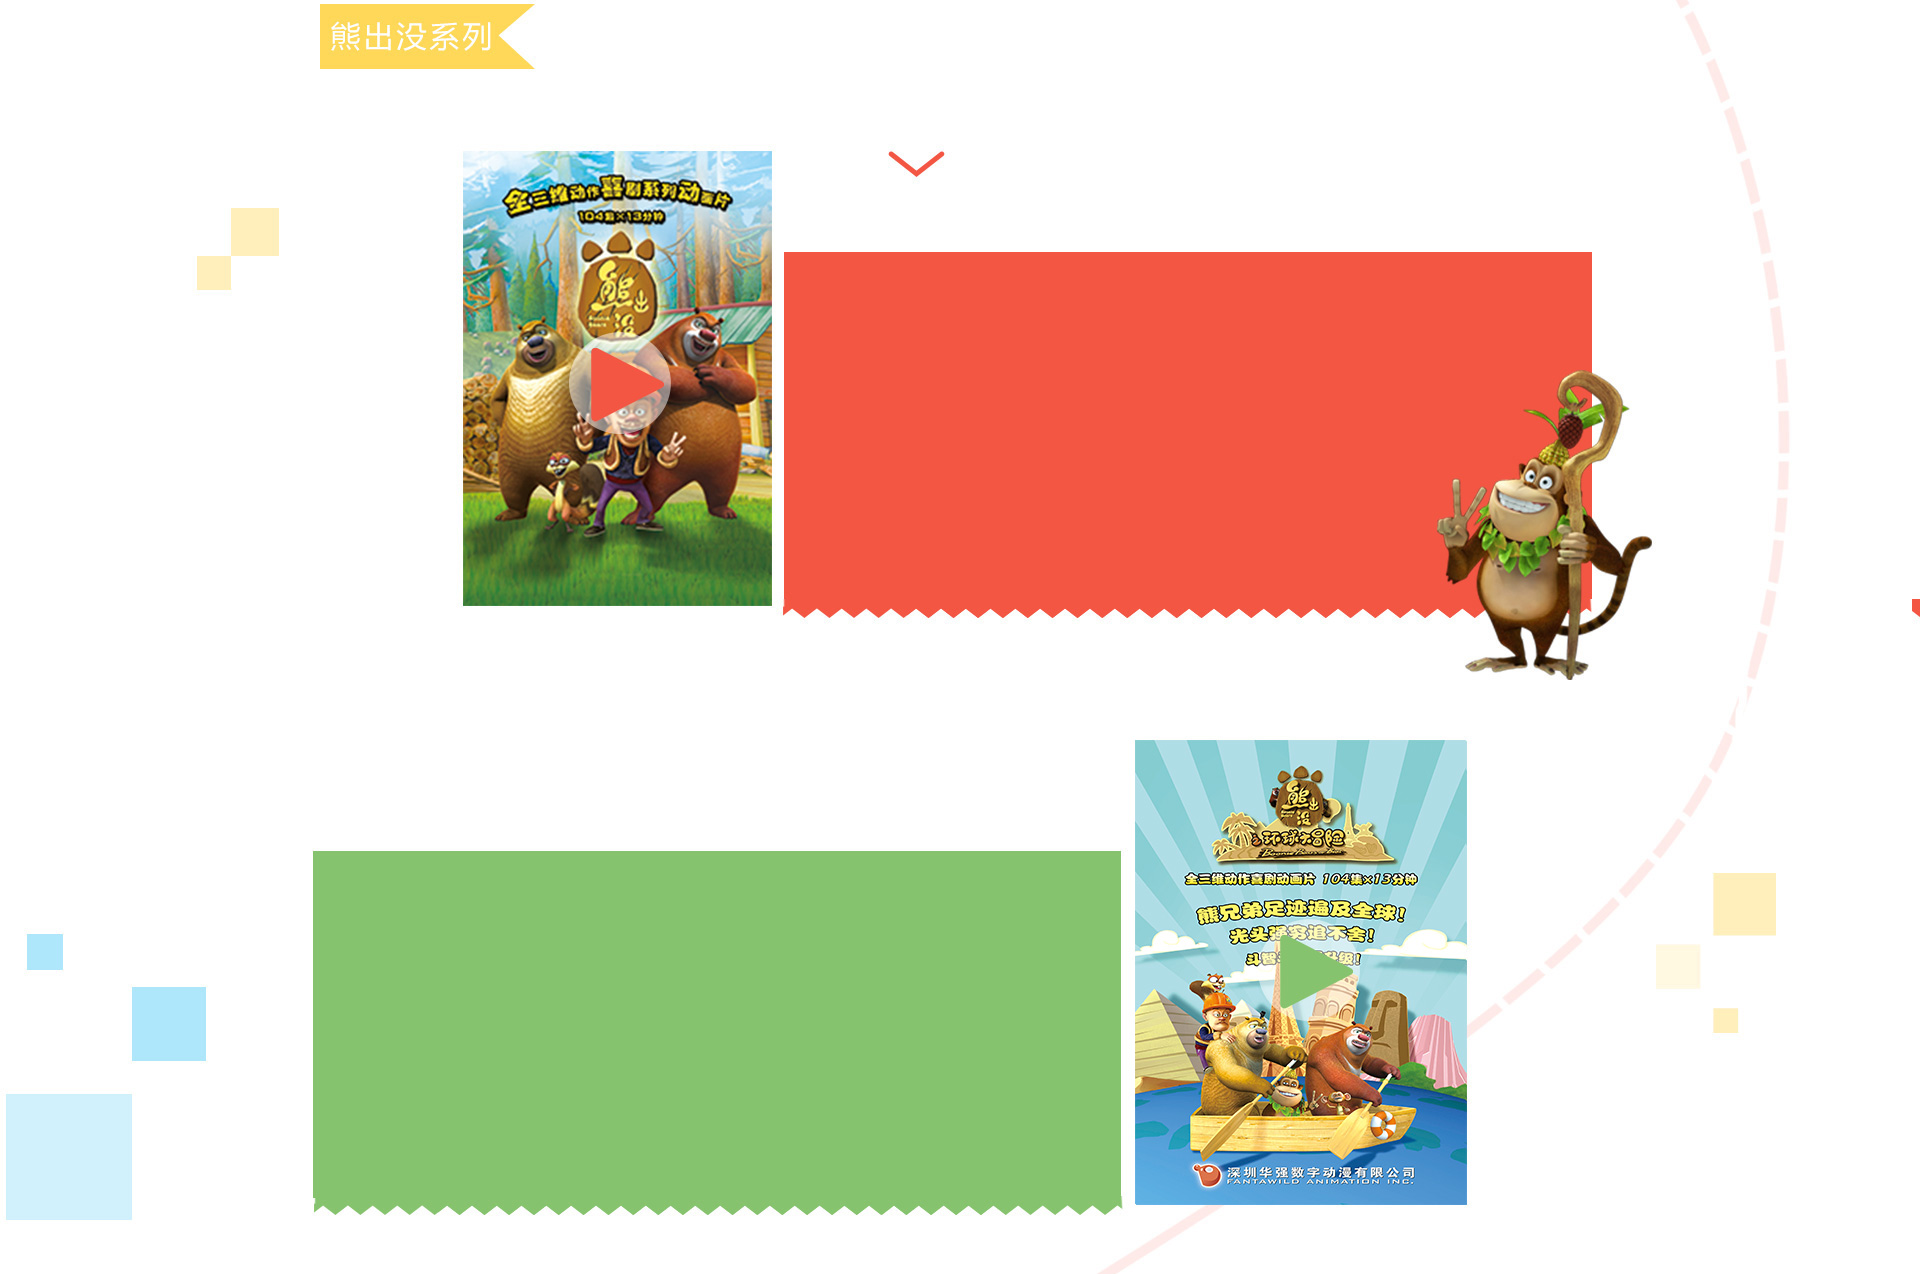 熊出没系列
全三维动作喜剧系列动画片
104集×13分钟
熊出没
熊出没
之环球大冒险
全三维动作喜剧动画片 104集×13分钟
熊兄弟足迹遍及全球!
光头强穷追不舍!
斗智
升级!
深圳华强数字动漫有限公司
FANTAWILD ANIMATION INC.